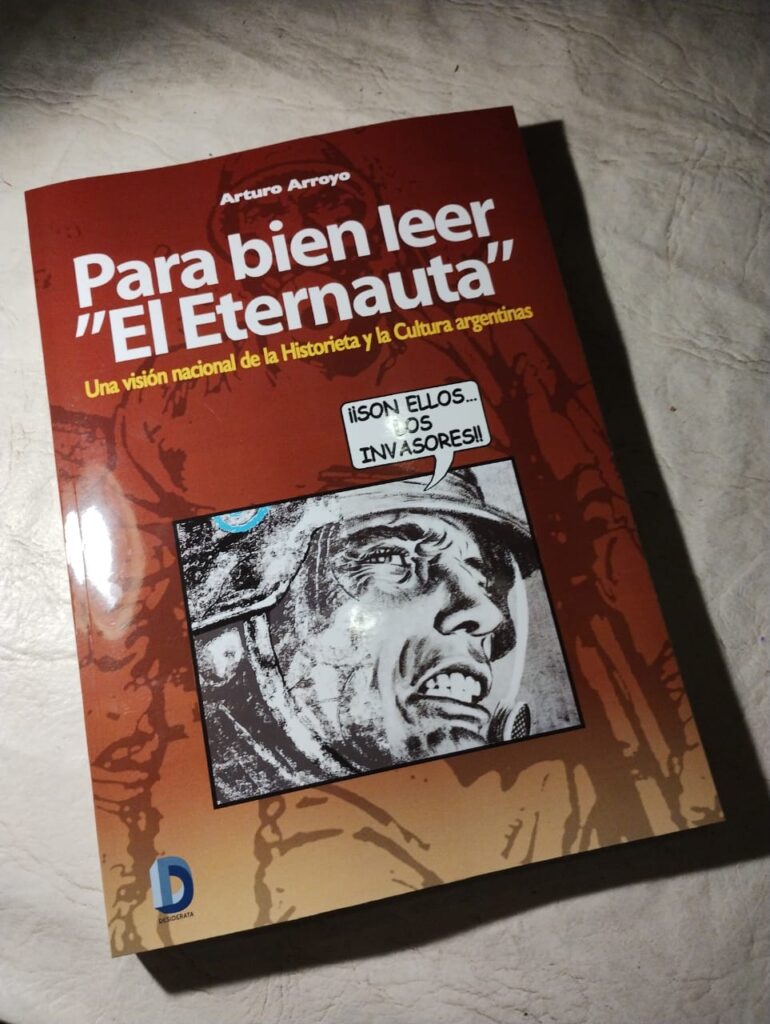 Arturo Arroyo
Para bien leer
"El Eternauta"
Una visión nacional de la Historieta y la Cultura argentinas
¡¡SON ELLOS...
LOS
INVASORES!!
D
DESIDERATA